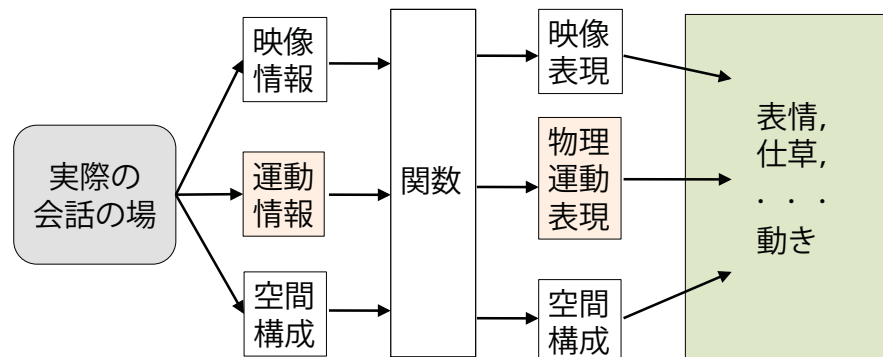 実際の
会話の場
映像
情報
運動
情報
空間
構成
関数
映像
表現
物理
運動
表現
空間
構成
表情,
仕草,
・・・
動き